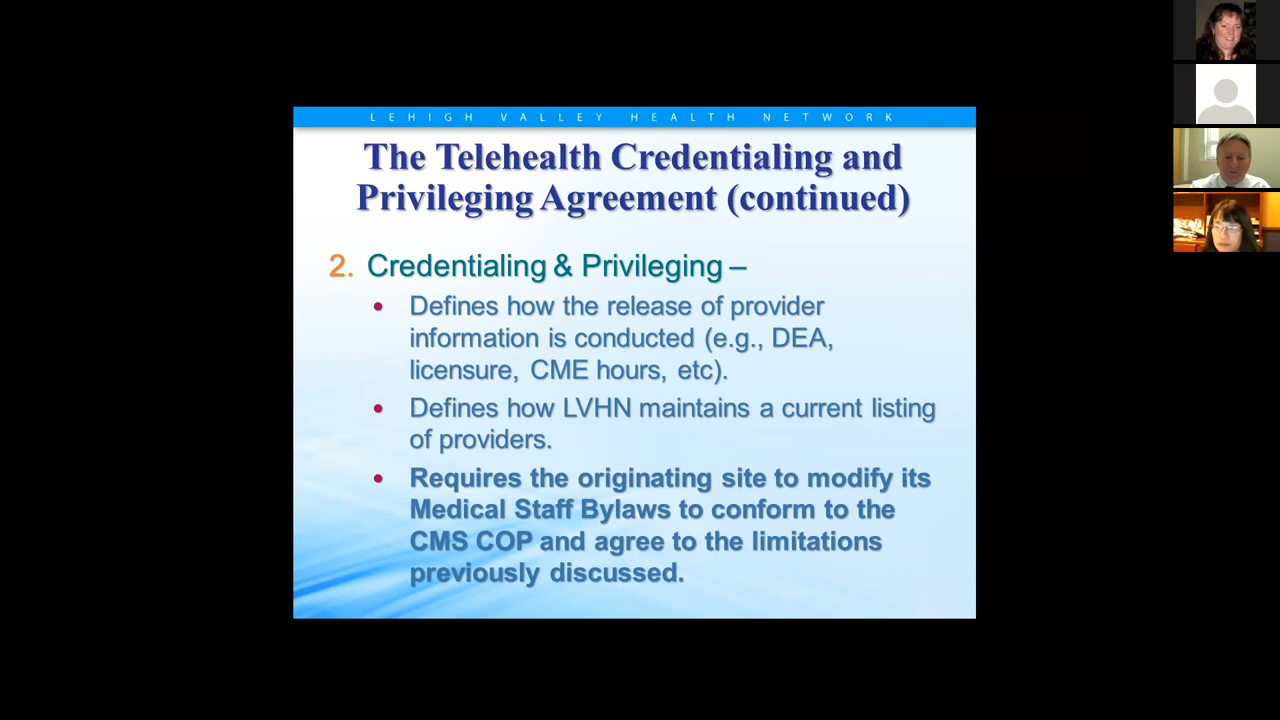 LEHIGH VALLEY HEALTH NETWORK
The Telehealth Credentialing and
Privileging Agreement (continued)
2. Credentialing & Privileging –
• Defines how the release of provider
information is conducted (e.g., DEA,
licensure, CME hours, etc).
• Defines how LVHN maintains a current listing
of providers.
• Requires the originating site to modify its
Medical Staff Bylaws to conform to the
CMS COP and agree to the limitations
previously discussed.